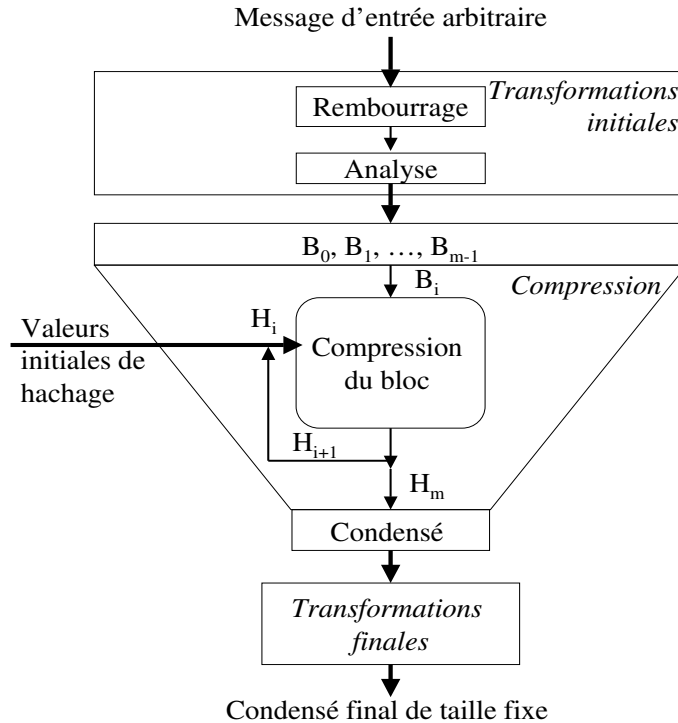 Message d'entrée arbitraire
Transformations
initiales
Rembourrage
Analyse
B0, B1, …, Bm-1
Bi
Compression
Valeurs
initiales de
hachage
Hi
Compression
du bloc
Hi+1
Hm
Condensé
Transformations
finales
Condensé final de taille fixe